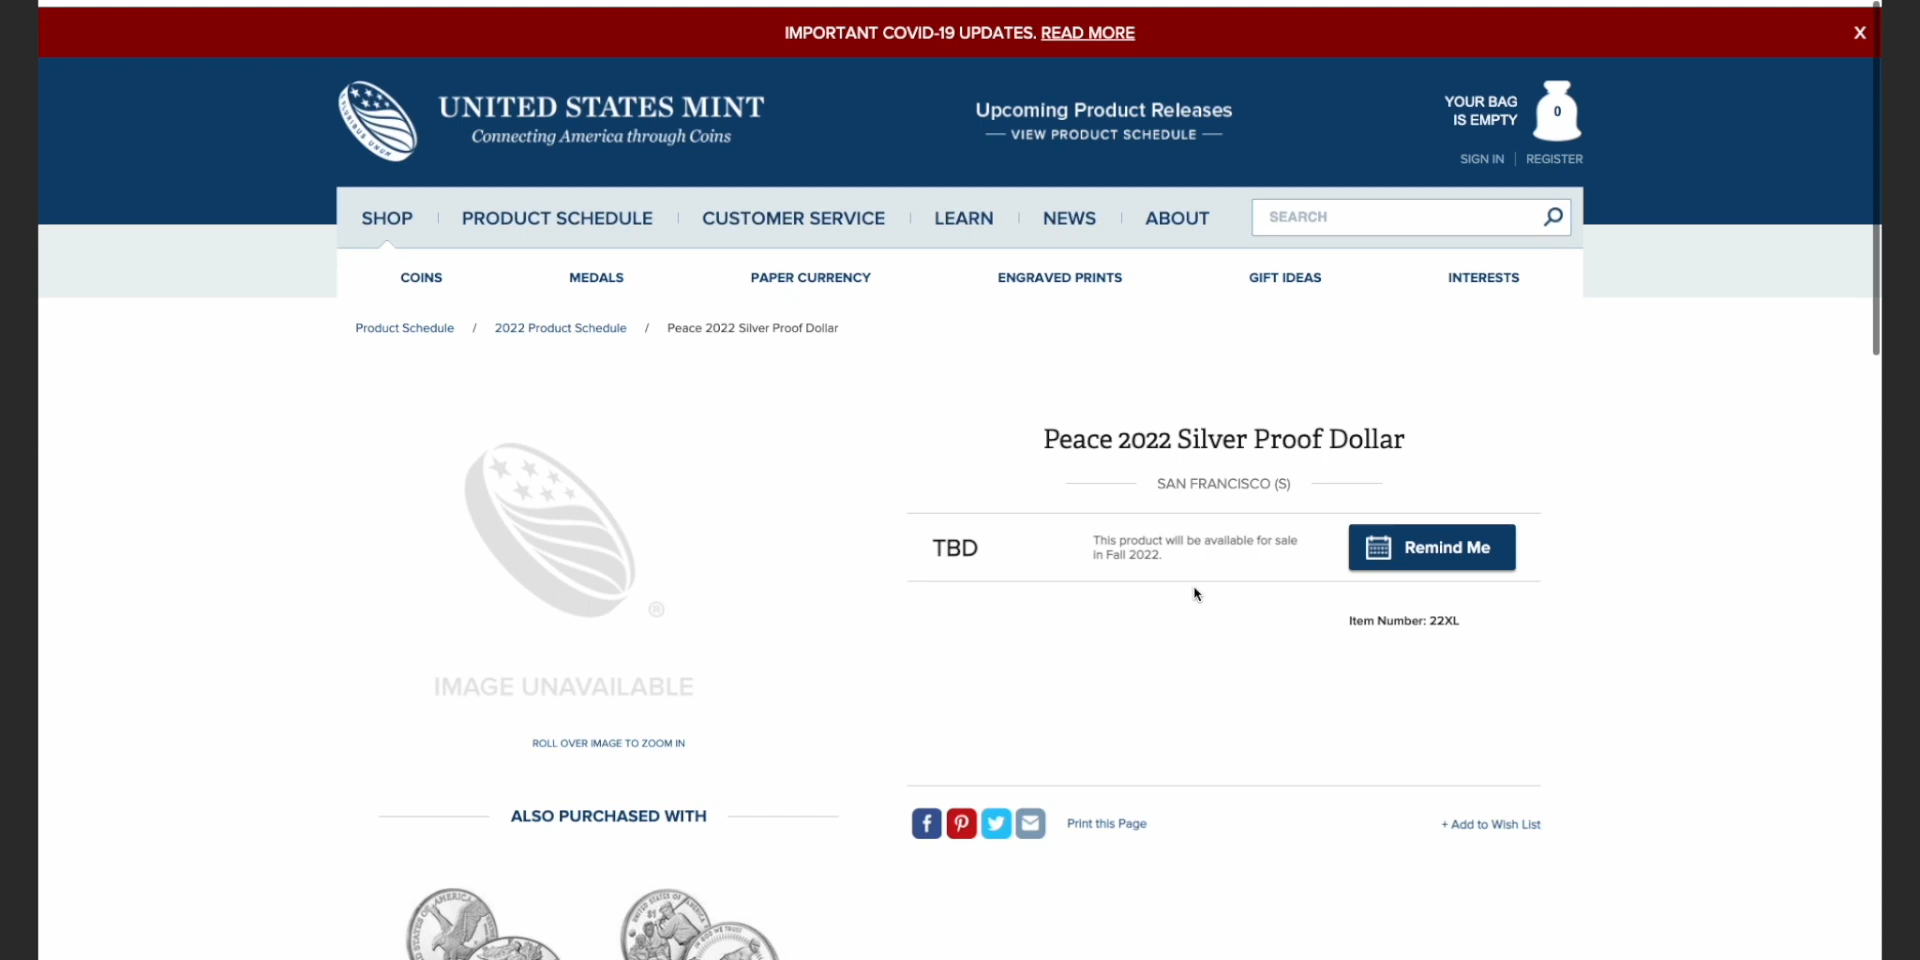 IMPORTANT COVID-19 UPDATES. READ MORE
X
UNITED STATES MINT
Connecting America through Coins
Upcoming Product Releases
VIEW PRODUCT SCHEDULE
YOUR BAG
IS EMPTY
0
SIGN IN | REGISTER
SHOP | PRODUCT SCHEDULE | CUSTOMER SERVICE | LEARN | NEWS | ABOUT
SEARCH
COINS MEDALS PAPER CURRENCY ENGRAVED PRINTS GIFT IDEAS INTERESTS
Product Schedule / 2022 Product Schedule / Peace 2022 Silver Proof Dollar
®
IMAGE UNAVAILABLE
ROLL OVER IMAGE TO ZOOM IN
Peace 2022 Silver Proof Dollar
SAN FRANCISCO (S)
TBD
This product will be available for sale
in Fall 2022.
Remind Me
Item Number: 22XL
Print this Page
+ Add to Wish List
ALSO PURCHASED WITH